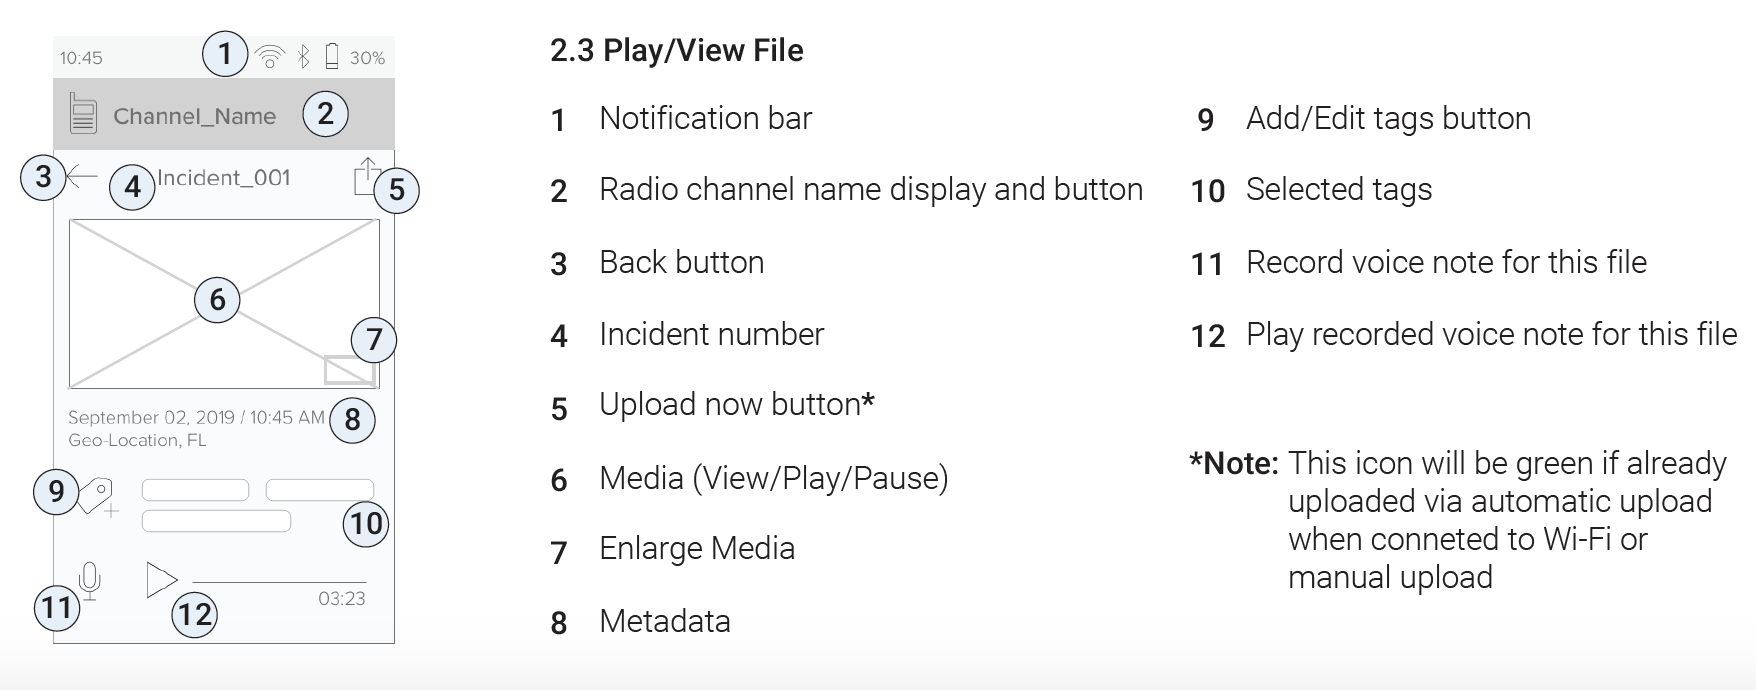 10:45
1
30%
Channel_Name
2
3
4
Incident_001
5
6
7
September 02, 2019 / 10:45 AM
8
Geo-Location, FL
9
10
11
12
03:23
2.3 Play/View File
1 Notification bar
2 Radio channel name display and button
3 Back button
4 Incident number
5 Upload now button*
6 Media (View/Play/Pause)
7 Enlarge Media
8 Metadata
9 Add/Edit tags button
10 Selected tags
11 Record voice note for this file
12 Play recorded voice note for this file
*Note: This icon will be green if already
uploaded via automatic upload
when conneted to Wi-Fi or
manual upload